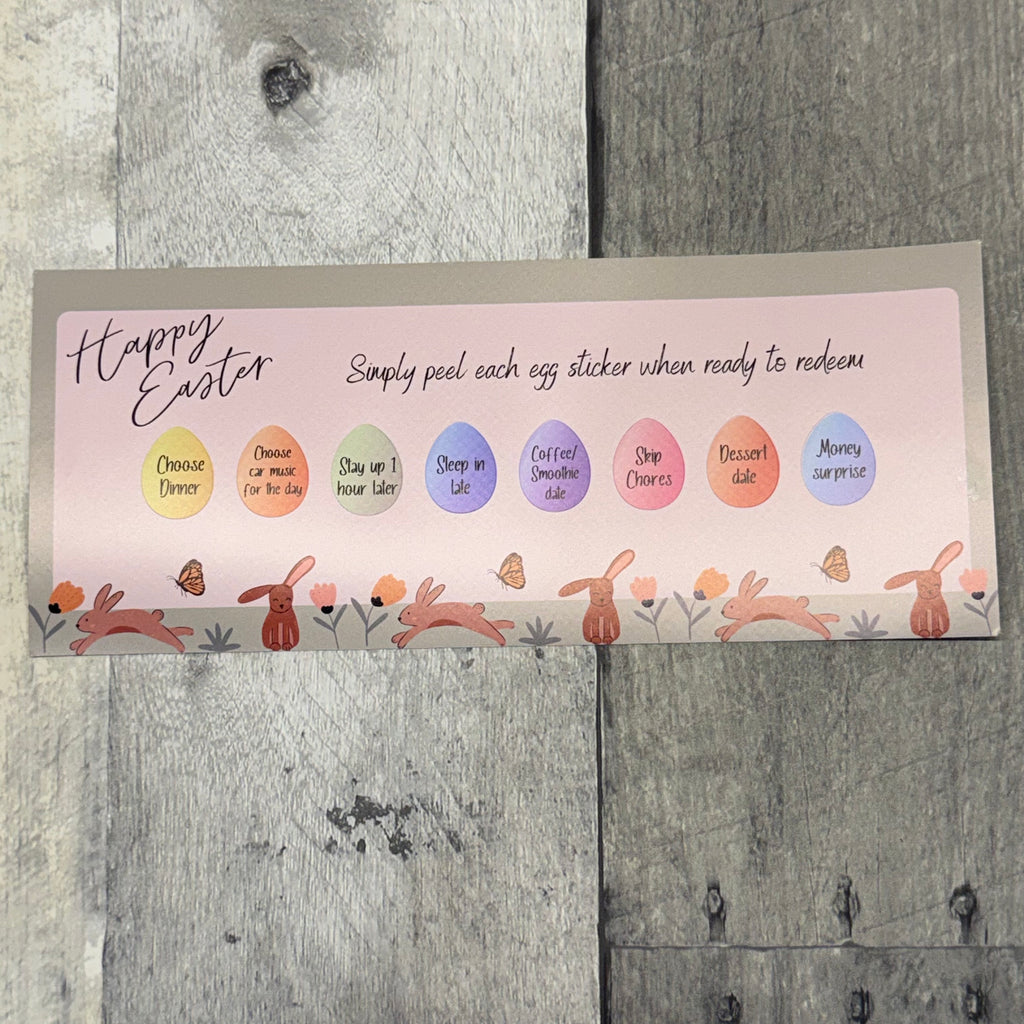 Happy
Easter
Simply peel each egg sticker when ready to redeem
Choose
Dinner
Choose
car music
for the day
Stay up 1
hour later
Sleep in
late
Coffee/
Smoothie
date
Skip
Chores
Dessert
date
Money
surprise